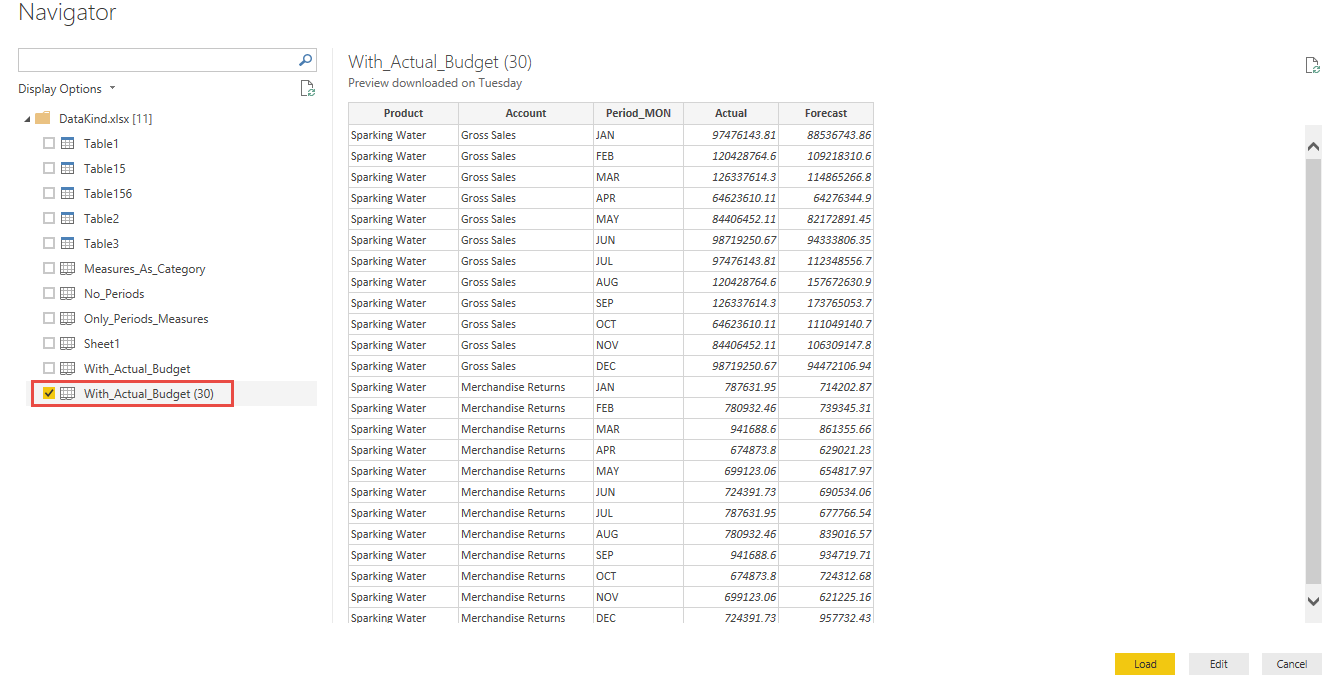 Navigator
Display Options
DataKind.xlsx [11]
Table1
Table15
Table156
Table2
Table3
Measures_As_Category
No_Periods
Only_Periods_Measures
Sheet1
With_Actual_Budget
With_Actual_Budget (30)
With_Actual_Budget (30)
Preview downloaded on Tuesday
Product Account Period_MON Actual Forecast
Sparking Water Gross Sales JAN 97476143.81 88536743.86
Sparking Water Gross Sales FEB 120428764.6 109218310.6
Sparking Water Gross Sales MAR 126337614.3 114865266.8
Sparking Water Gross Sales APR 64623610.11 64276344.9
Sparking Water Gross Sales MAY 84406452.11 82172891.45
Sparking Water Gross Sales JUN 98719250.67 94333806.35
Sparking Water Gross Sales JUL 97476143.81 112348556.7
Sparking Water Gross Sales AUG 120428764.6 157672630.9
Sparking Water Gross Sales SEP 126337614.3 173765053.7
Sparking Water Gross Sales OCT 64623610.11 111049140.7
Sparking Water Gross Sales NOV 84406452.11 106309147.8
Sparking Water Gross Sales DEC 98719250.67 94472106.94
Sparking Water Merchandise Returns JAN 787631.95 714202.87
Sparking Water Merchandise Returns FEB 780932.46 739345.31
Sparking Water Merchandise Returns MAR 941688.6 861355.66
Sparking Water Merchandise Returns APR 674873.8 629021.23
Sparking Water Merchandise Returns MAY 699123.06 654817.97
Sparking Water Merchandise Returns JUN 724391.73 690534.06
Sparking Water Merchandise Returns JUL 787631.95 677766.54
Sparking Water Merchandise Returns AUG 780932.46 839016.57
Sparking Water Merchandise Returns SEP 941688.6 934719.71
Sparking Water Merchandise Returns OCT 674873.8 724312.68
Sparking Water Merchandise Returns NOV 699123.06 621225.16
Sparking Water Merchandise Returns DEC 724391.73 957732.43
Load Edit Cancel